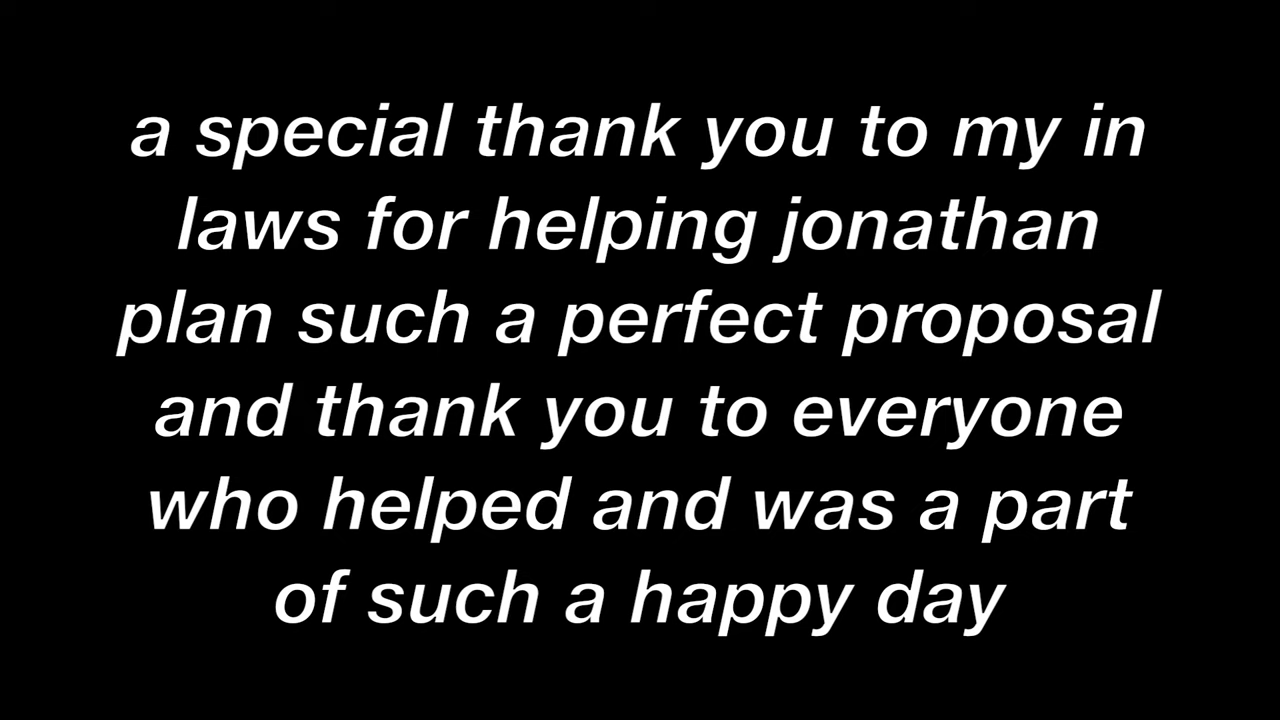 a special thank you to my in
laws for helping jonathan
plan such a perfect proposal
and thank you to everyone
who helped and was a part
of such a happy day